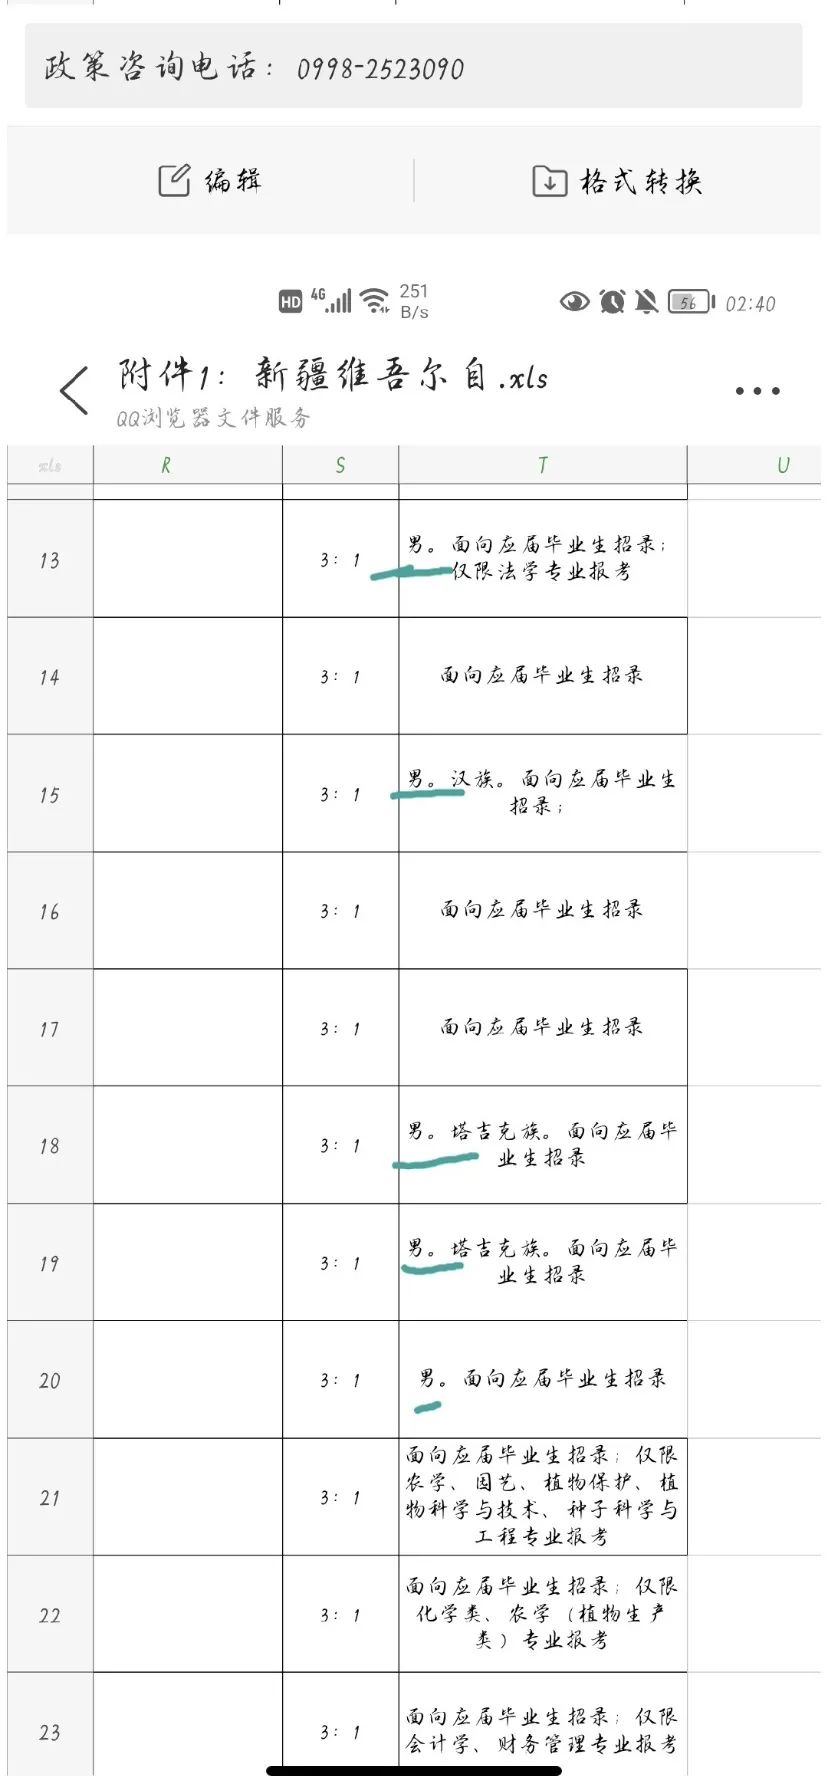 政策咨询电话：0998-2523090
编辑 格式转换
HD 4G 251 B/s 56 02:40
附件1：新疆维吾尔自.xls
QQ浏览器文件服务
xls R S T U
13 3：1 男。面向应届毕业生招录；
仅限法学专业报考
14 3：1 面向应届毕业生招录
15 3：1 男。汉族。面向应届毕业生
招录；
16 3：1 面向应届毕业生招录
17 3：1 面向应届毕业生招录
18 3：1 男。塔吉克族。面向应届毕
业生招录
19 3：1 男。塔吉克族。面向应届毕
业生招录
20 3：1 男。面向应届毕业生招录
21 3：1 面向应届毕业生招录；仅限
农学、园艺、植物保护、植
物科学与技术、种子科学与
工程专业报考
22 3：1 面向应届毕业生招录；仅限
化学类、农学（植物生产
类）专业报考
23 3：1 面向应届毕业生招录；仅限
会计学、财务管理专业报考